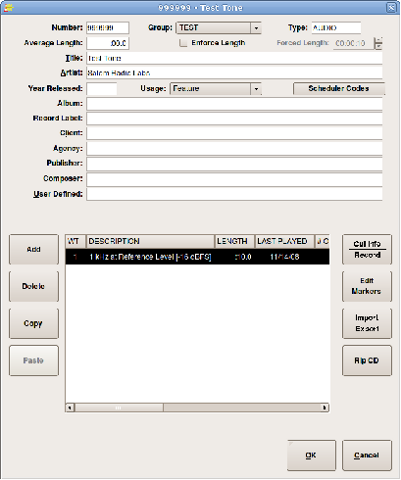 999999 - Test Tone
Number: 999999 Group: TEST Type: AUDIO
Average Length: :00.0 Enforce Length Forced Length: 00:00:10
Title: Test Tone
Artist: Salem Radio Labs
Year Released: Usage: Feature Scheduler Codes
Album:
Record Label:
Client:
Agency:
Publisher:
Composer:
User Defined:
WT DESCRIPTION LENGTH LAST PLAYED # O
1 1 kHz at Reference Level [-16 dBFS] :10.0 11/14/08
Add
Delete
Copy
Paste
Cut Info
Record
Edit
Markers
Import
Export
Rip CD
OK Cancel